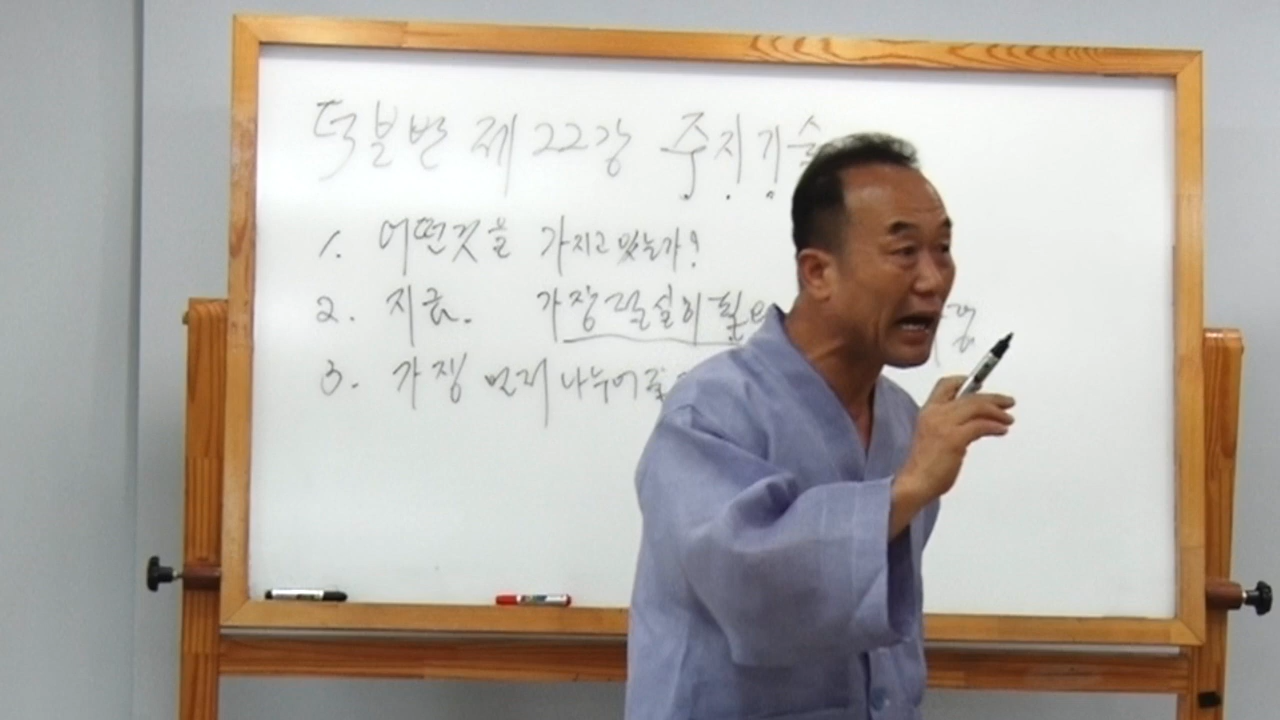 덕불반 제 22강 주지기술
1. 어떤것을 가지고 있는가?
2. 지금. 가장 절실히 필요
3. 가장 먼저 나누어줄